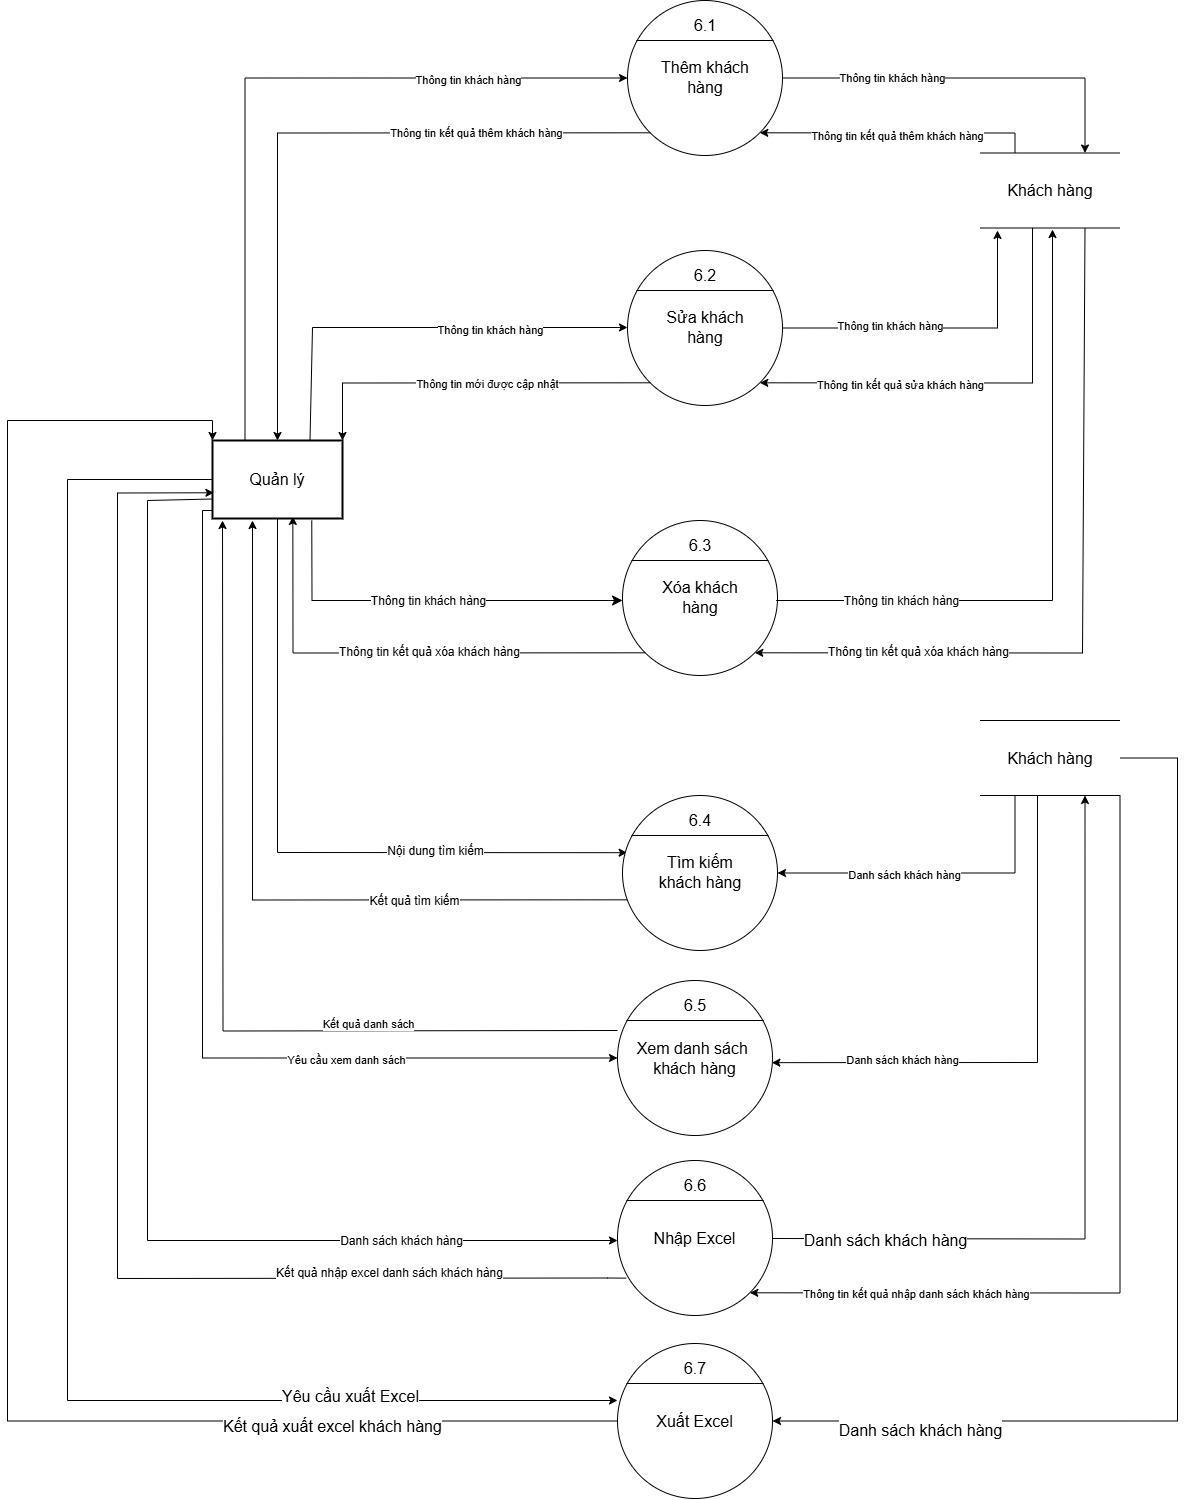 6.1
Thêm khách
hàng
Thông tin khách hàng
Thông tin khách hàng
Thông tin kết quả thêm khách hàng
Thông tin kết quả thêm khách hàng
Khách hàng
6.2
Sửa khách
hàng
Thông tin khách hàng
Thông tin khách hàng
Thông tin mới được cập nhật
Thông tin kết quả sửa khách hàng
Quản lý
6.3
Xóa khách
hàng
Thông tin khách hàng
Thông tin khách hàng
Thông tin kết quả xóa khách hàng
Thông tin kết quả xóa khách hàng
Khách hàng
6.4
Tìm kiếm
khách hàng
Nội dung tìm kiếm
Danh sách khách hàng
Kết quả tìm kiếm
6.5
Xem danh sách
khách hàng
Kết quả danh sách
Yêu cầu xem danh sách
Danh sách khách hàng
6.6
Nhập Excel
Danh sách khách hàng
Danh sách khách hàng
Kết quả nhập excel danh sách khách hàng
Thông tin kết quả nhập danh sách khách hàng
6.7
Xuất Excel
Yêu cầu xuất Excel
Kết quả xuất excel khách hàng
Danh sách khách hàng